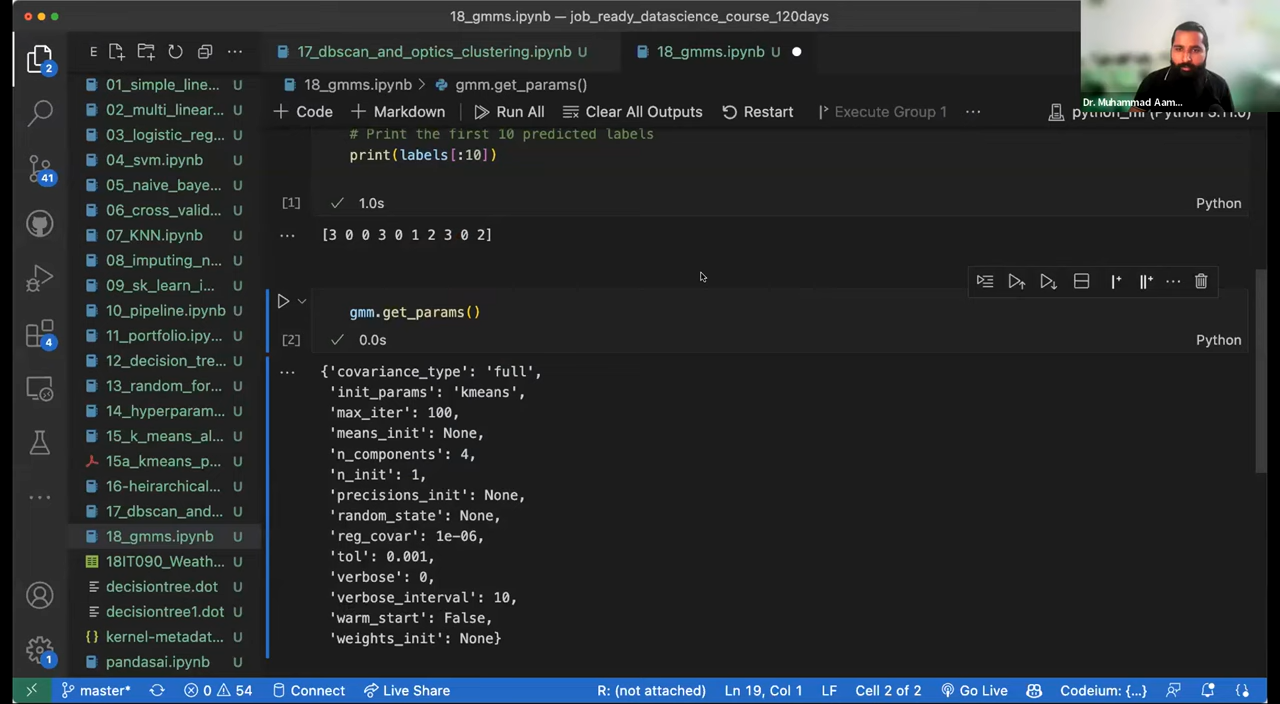 18_gmms.ipynb — job_ready_datascience_course_120days
2
E
17_dbscan_and_optics_clustering.ipynb U
18_gmms.ipynb U
01_simple_line... U
18_gmms.ipynb > gmm.get_params()
Dr. Muhammad Aam...
02_multi_linear... U
+ Code + Markdown Run All Clear All Outputs Restart Execute Group 1 ...
03_logistic_reg... U
# Print the first 10 predicted labels
04_svm.ipynb U
print(labels[:10])
41
05_naive_baye... U
[1] 1.0s Python
06_cross_valid... U
07_KNN.ipynb U
[3 0 0 3 0 1 2 3 0 2]
08_imputing_n... U
09_sk_learn_i... U
10_pipeline.ipynb U
gmm.get_params()
11_portfolio.ipy... U
4
[2] 0.0s Python
12_decision_tre... U
{'covariance_type': 'full',
13_random_for... U
'init_params': 'kmeans',
14_hyperparam... U
'max_iter': 100,
15_k_means_al... U
'means_init': None,
15a_kmeans_p... U
'n_components': 4,
16-heirarchical... U
'n_init': 1,
17_dbscan_and... U
'precisions_init': None,
18_gmms.ipynb U
'random_state': None,
18IT090_Weath... U
'reg_covar': 1e-06,
decisiontree.dot U
'tol': 0.001,
decisiontree1.dot U
'verbose': 0,
kernel-metadat... U
'verbose_interval': 10,
pandasai.ipynb U
'warm_start': False,
'weights_init': None}
1
master* 0 54 Connect Live Share R: (not attached) Ln 19, Col 1 LF Cell 2 of 2 Go Live Codeium: {...}